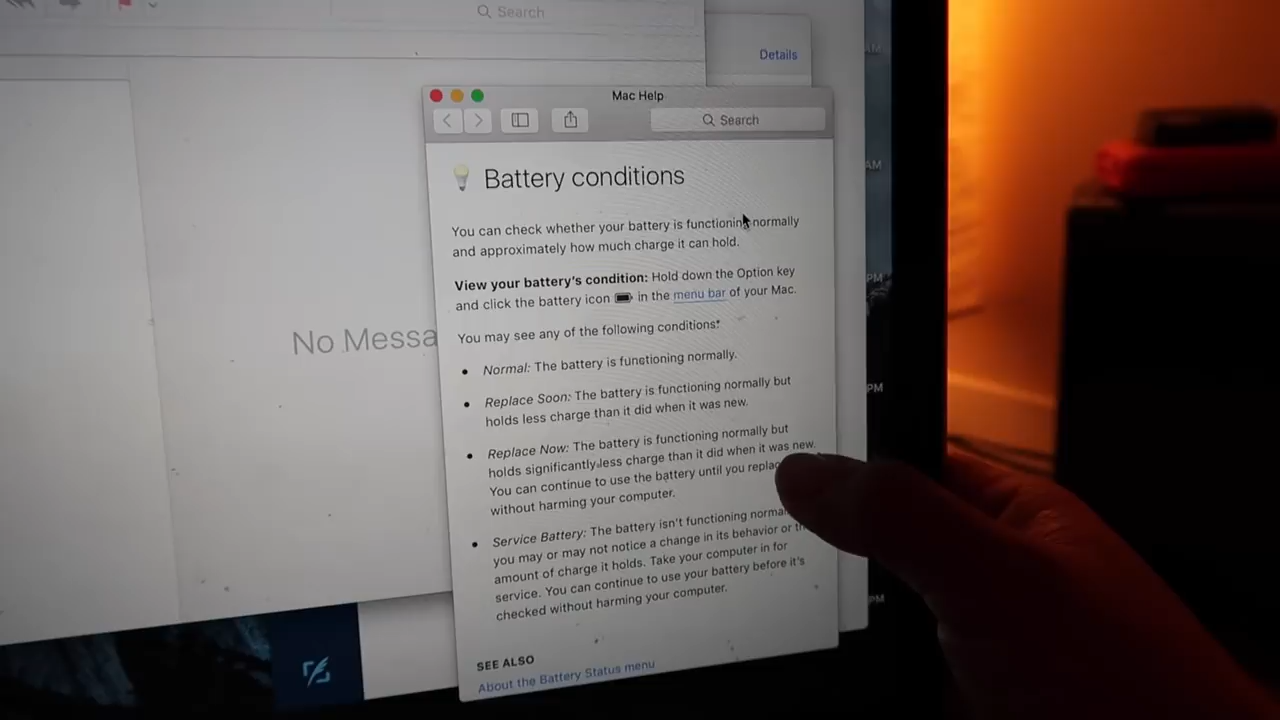 Search
Details
AM
Mac Help
Search
Battery conditions
AM
You can check whether your battery is functioning normally
and approximately how much charge it can hold.
View your battery's condition: Hold down the Option key
and click the battery icon in the menu bar of your Mac.
PM
You may see any of the following conditions:
No Messa
• Normal: The battery is functioning normally.
• Replace Soon: The battery is functioning normally but
holds less charge than it did when it was new.
PM
• Replace Now: The battery is functioning normally but
holds significantly less charge than it did when it was new.
You can continue to use the battery until you replac
without harming your computer.
• Service Battery: The battery isn't functioning norma
you may or may not notice a change in its behavior or th
amount of charge it holds. Take your computer in for
service. You can continue to use your battery before it's
checked without harming your computer.
PM
SEE ALSO
About the Battery Status menu